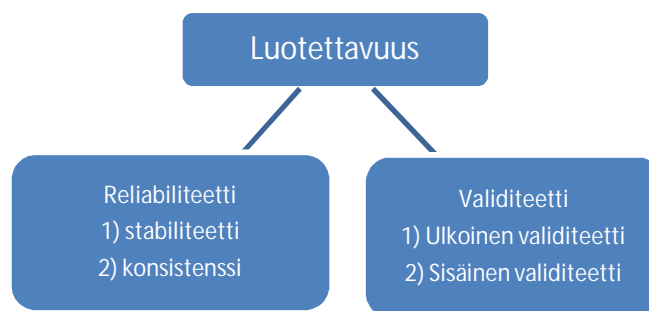 Luotettavuus
Reliabiliteetti
1) stabiliteetti
2) konsistenssi
Validiteetti
1) Ulkoinen validiteetti
2) Sisäinen validiteetti